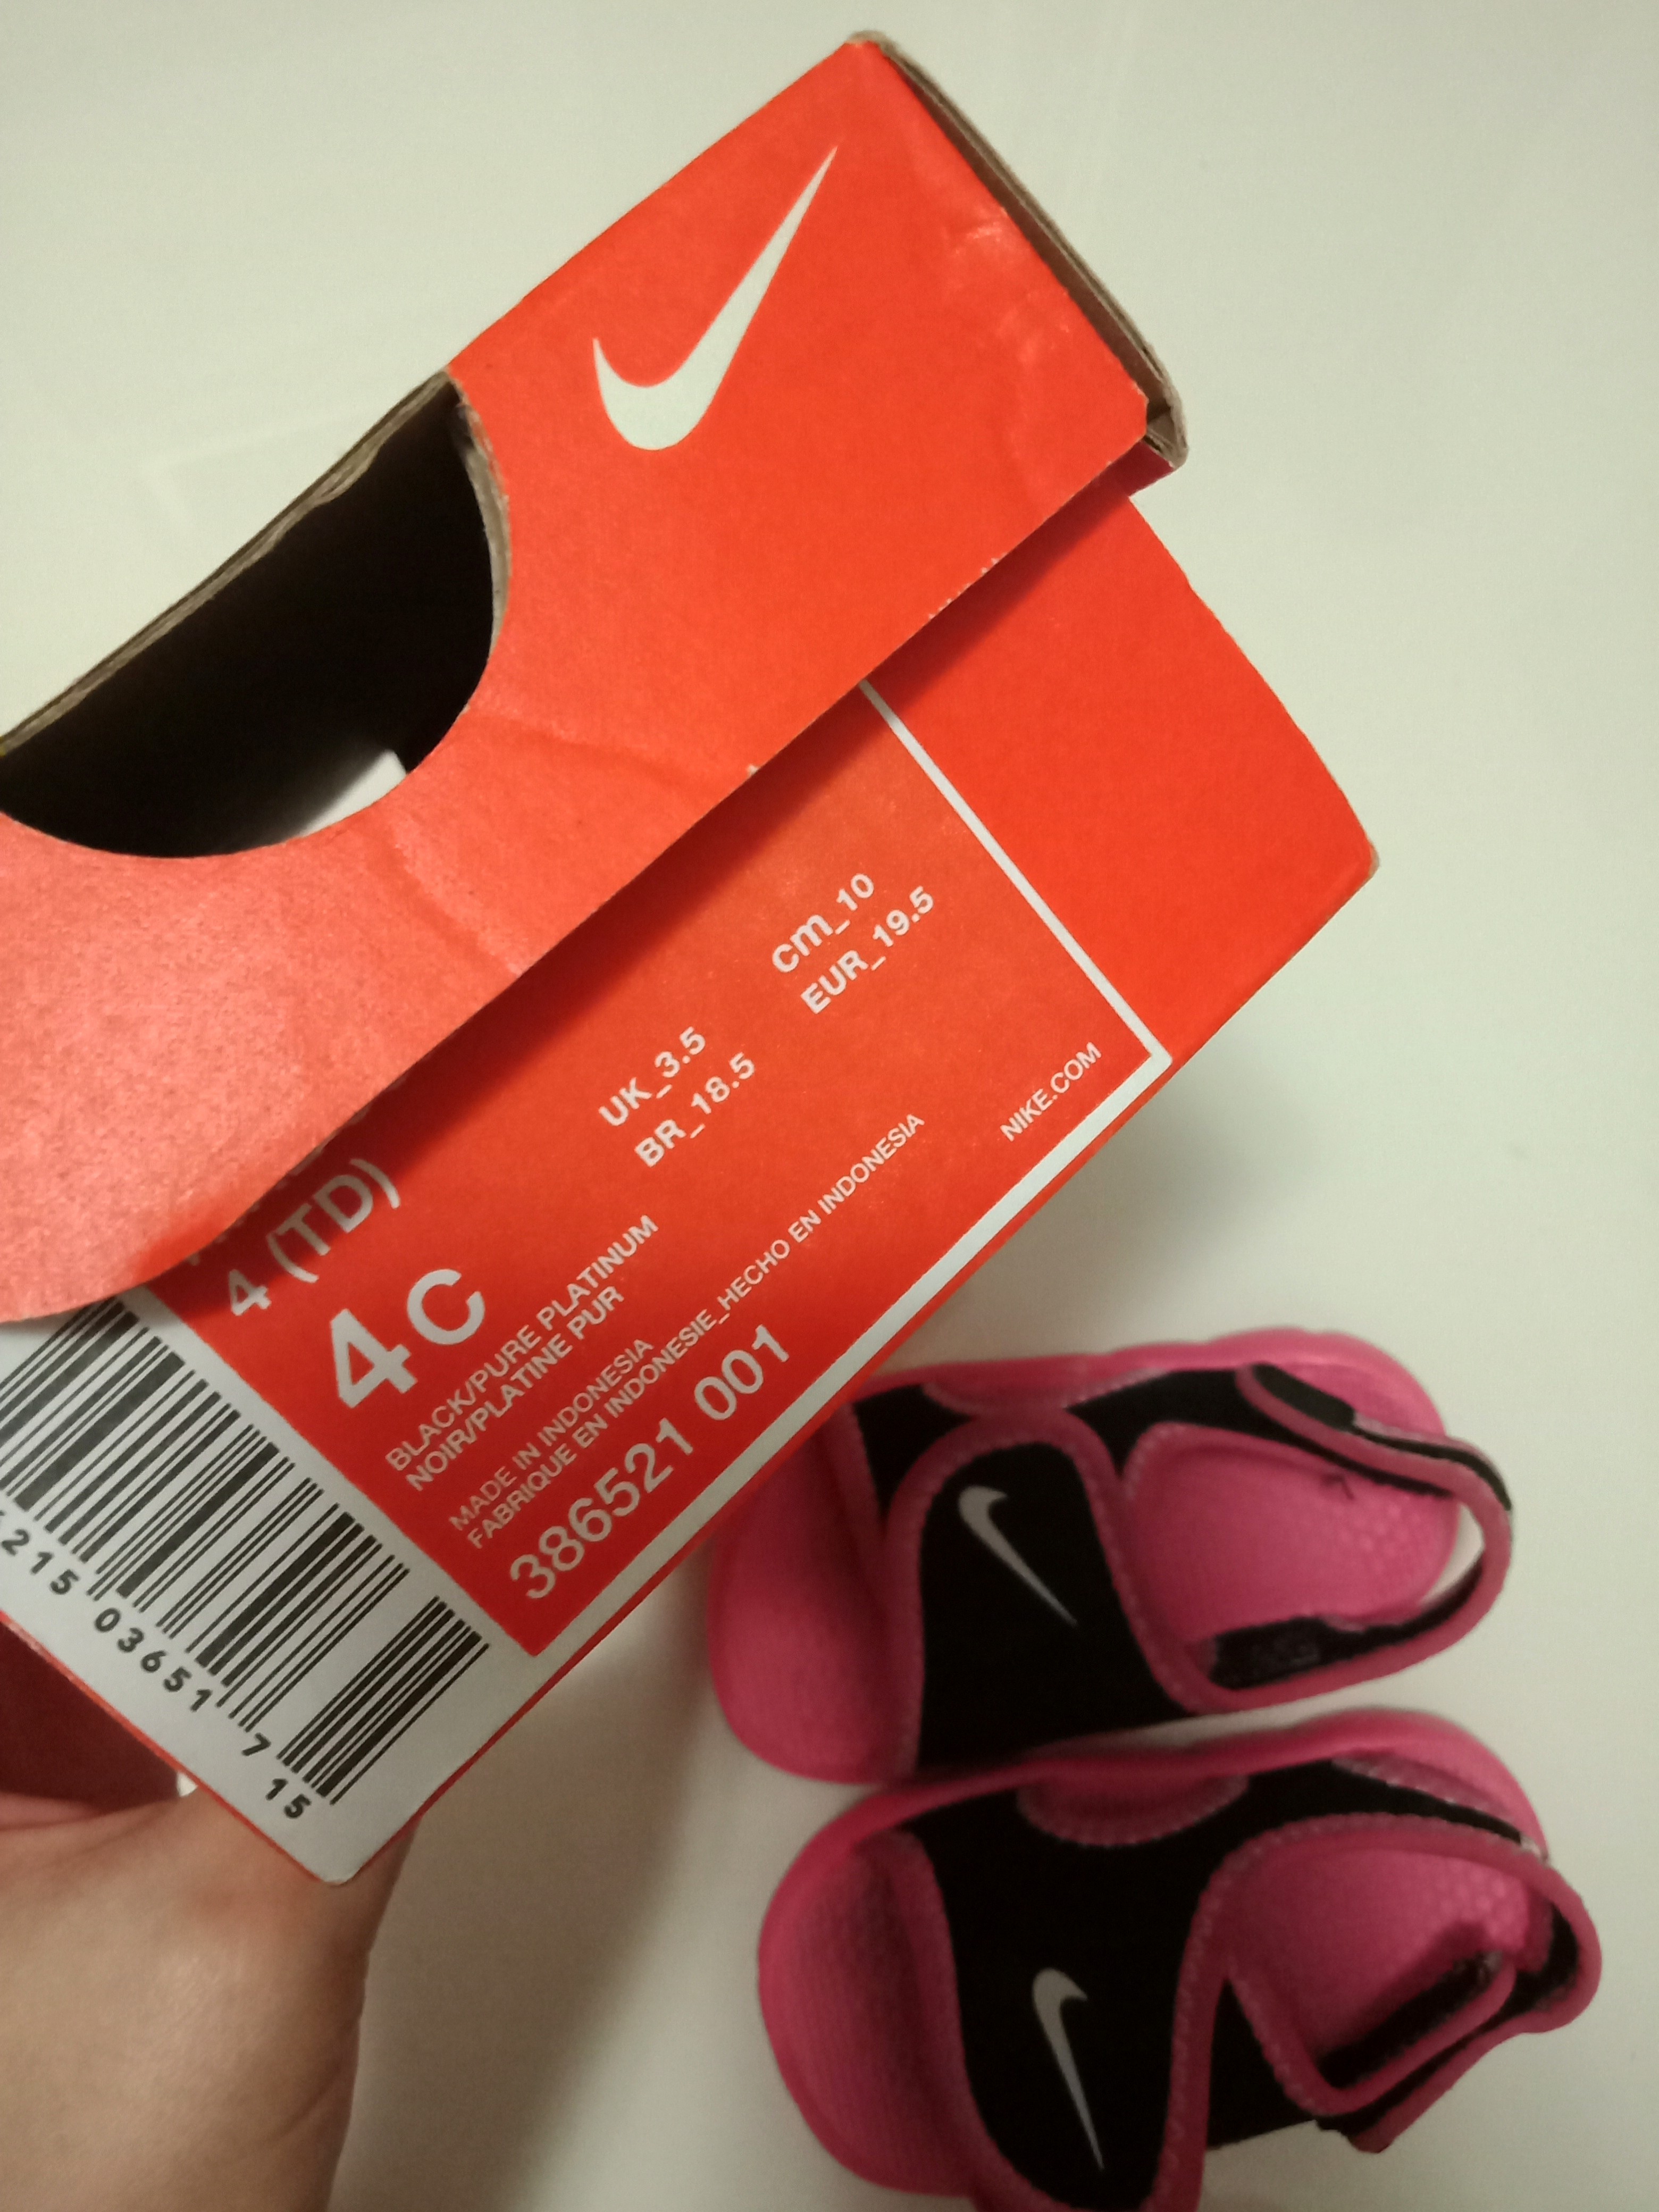 4 (TD)
4C
UK_3.5 cm_10
BR_18.5 EUR_19.5
BLACK/PURE PLATINUM
NOIR/PLATINE PUR
MADE IN INDONESIA
FABRIQUE EN INDONESIE_HECHO EN INDONESIA
386521 001
NIKE.COM
215 03651 7 15